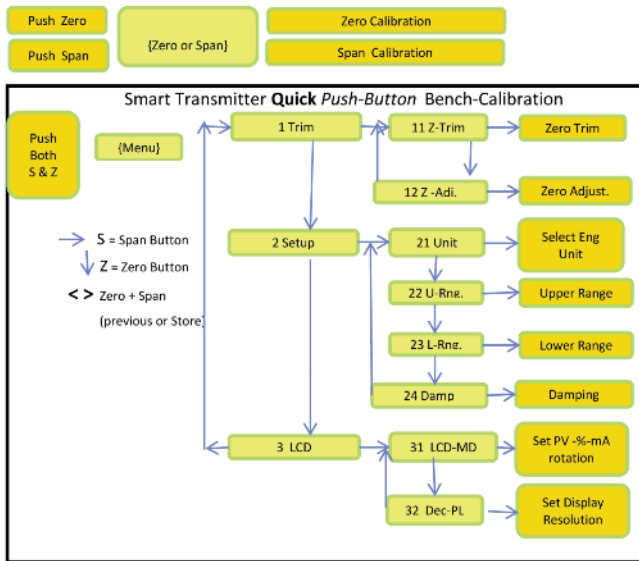 Push Zero
Zero Calibration
{Zero or Span}
Push Span
Span Calibration
Smart Transmitter Quick Push-Button Bench-Calibration
Push
Both
S & Z
{Menu}
1 Trim
11 Z-Trim
Zero Trim
12 Z -Adi.
Zero Adjust.
S = Span Button
Z = Zero Button
< > Zero + Span
(previous or Store)
2 Setup
21 Unit
Select Eng
Unit
22 U-Rng.
Upper Range
23 L-Rng.
Lower Range
24 Damp
Damping
3 LCD
31 LCD-MD
Set PV -%-mA
rotation
32 Dec-PL
Set Display
Resolution